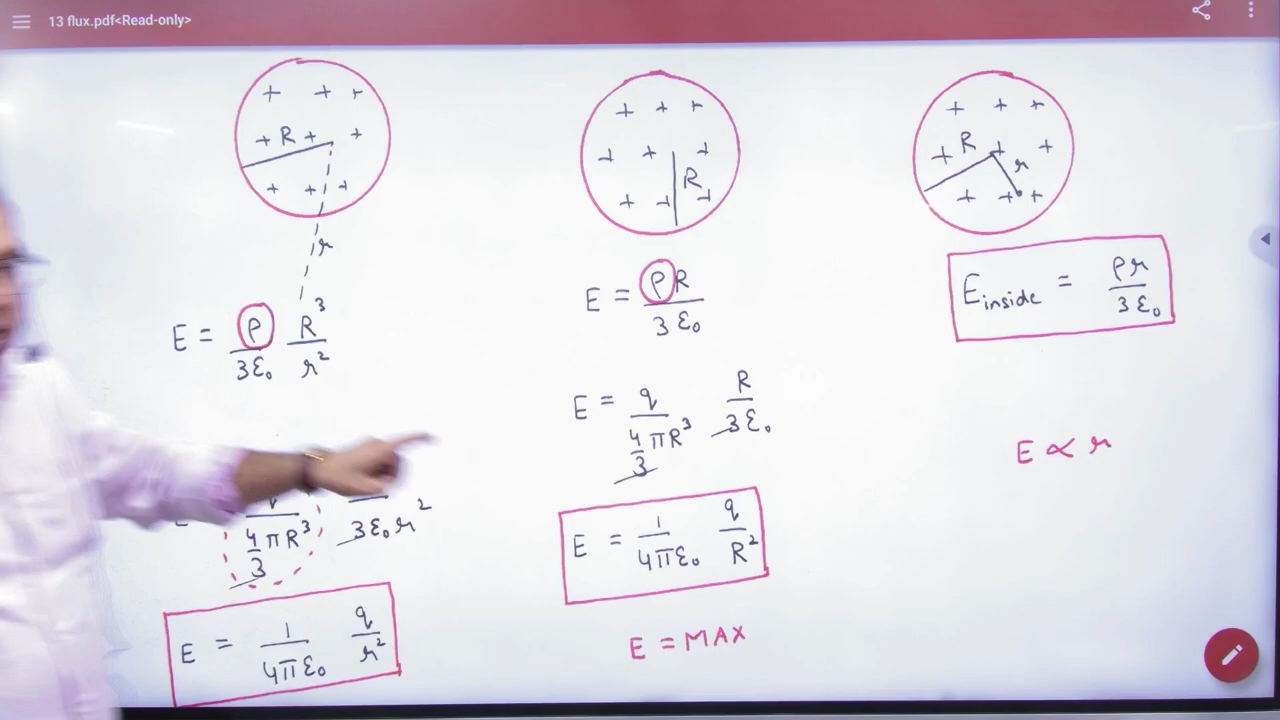 13 flux.pdf<Read-only>
+ + +
+ R + +
+ + +
r
E = ρ/3ε₀ R³/r²
4/3 πR³ 3ε₀r²
E = 1/4πε₀ q/r²
+ + +
+ + +
R
+ + +
E = ρR/3ε₀
E = q/(4/3 πR³) R/3ε₀
E = 1/4πε₀ q/R²
E = MAX
+ + +
+ R + +
r
+ + +
E inside = ρr/3ε₀
E ∝ r